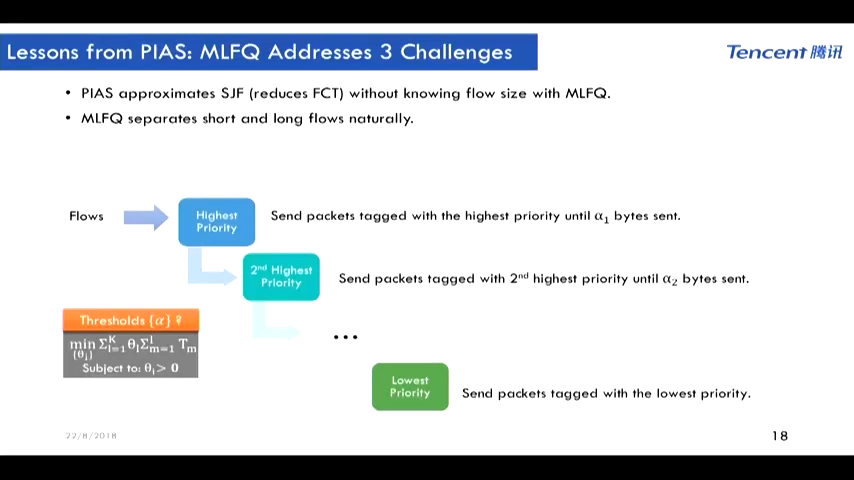 Lessons from PIAS: MLFQ Addresses 3 Challenges
Tencent 腾讯
• PIAS approximates SJF (reduces FCT) without knowing flow size with MLFQ.
• MLFQ separates short and long flows naturally.
Flows
Highest
Priority
Send packets tagged with the highest priority until α₁ bytes sent.
2nd Highest
Priority
Send packets tagged with 2nd highest priority until α₂ bytes sent.
Thresholds {α} ?
min Σᴷₗ₌₁ θₗ Σˡₘ₌₁ Tₘ
{θₗ}
Subject to: θₗ > 0
...
Lowest
Priority
Send packets tagged with the lowest priority.
22/8/2018
18